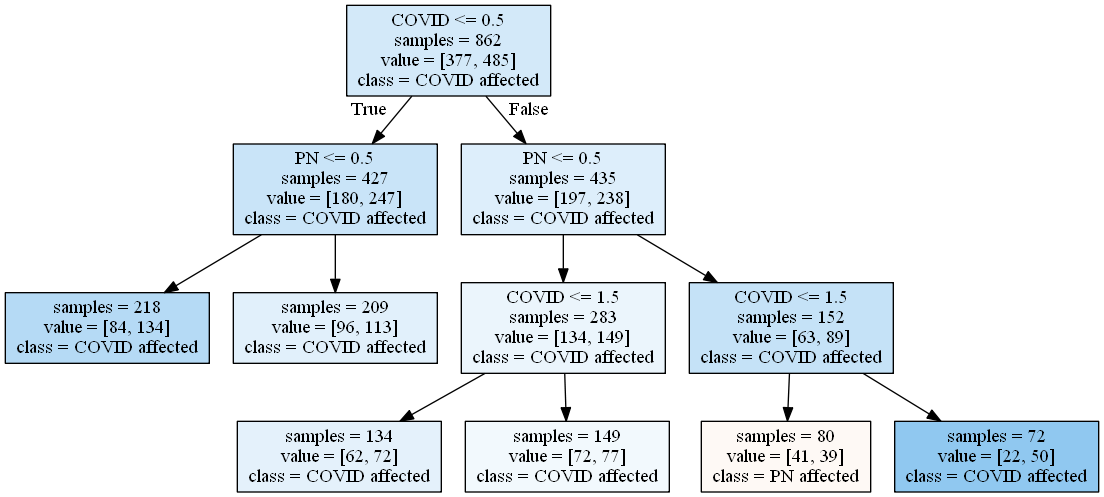 COVID <= 0.5
samples = 862
value = [377, 485]
class = COVID affected
True
False
PN <= 0.5
samples = 427
value = [180, 247]
class = COVID affected
PN <= 0.5
samples = 435
value = [197, 238]
class = COVID affected
samples = 218
value = [84, 134]
class = COVID affected
samples = 209
value = [96, 113]
class = COVID affected
COVID <= 1.5
samples = 283
value = [134, 149]
class = COVID affected
COVID <= 1.5
samples = 152
value = [63, 89]
class = COVID affected
samples = 134
value = [62, 72]
class = COVID affected
samples = 149
value = [72, 77]
class = COVID affected
samples = 80
value = [41, 39]
class = PN affected
samples = 72
value = [22, 50]
class = COVID affected